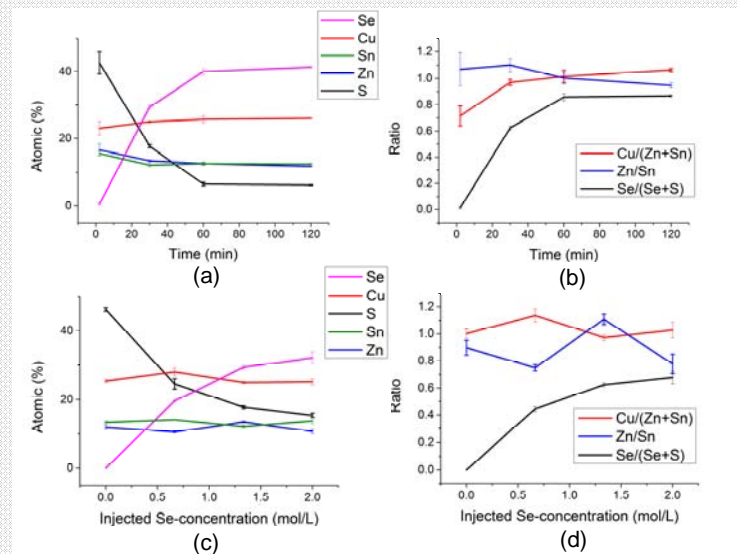 Se
Cu
Sn
Zn
S
Atomic (%)
40
20
0
0 20 40 60 80 100 120
Time (min)
(a)
Ratio
1.2
1.0
0.8
0.6
0.4
0.2
0.0
Cu/(Zn+Sn)
Zn/Sn
Se/(Se+S)
0 20 40 60 80 100 120
Time (min)
(b)
Se
Cu
S
Sn
Zn
Atomic (%)
40
20
0
0.0 0.5 1.0 1.5 2.0
Injected Se-concentration (mol/L)
(c)
Ratio
1.2
1.0
0.8
0.6
0.4
0.2
0.0
Cu/(Zn+Sn)
Zn/Sn
Se/(Se+S)
0.0 0.5 1.0 1.5 2.0
Injected Se-concentration (mol/L)
(d)